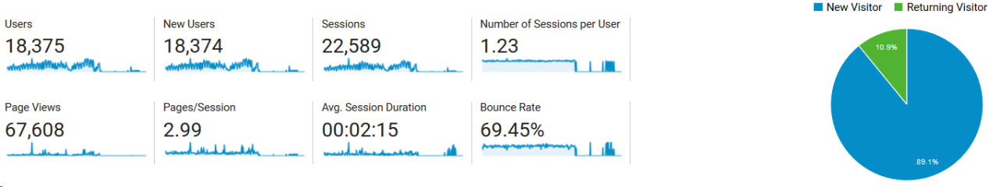 Users
18,375
New Users
18,374
Sessions
22,589
Number of Sessions per User
1.23
Page Views
67,608
Pages/Session
2.99
Avg. Session Duration
00:02:15
Bounce Rate
69.45%
New Visitor
Returning Visitor
10.9%
89.1%